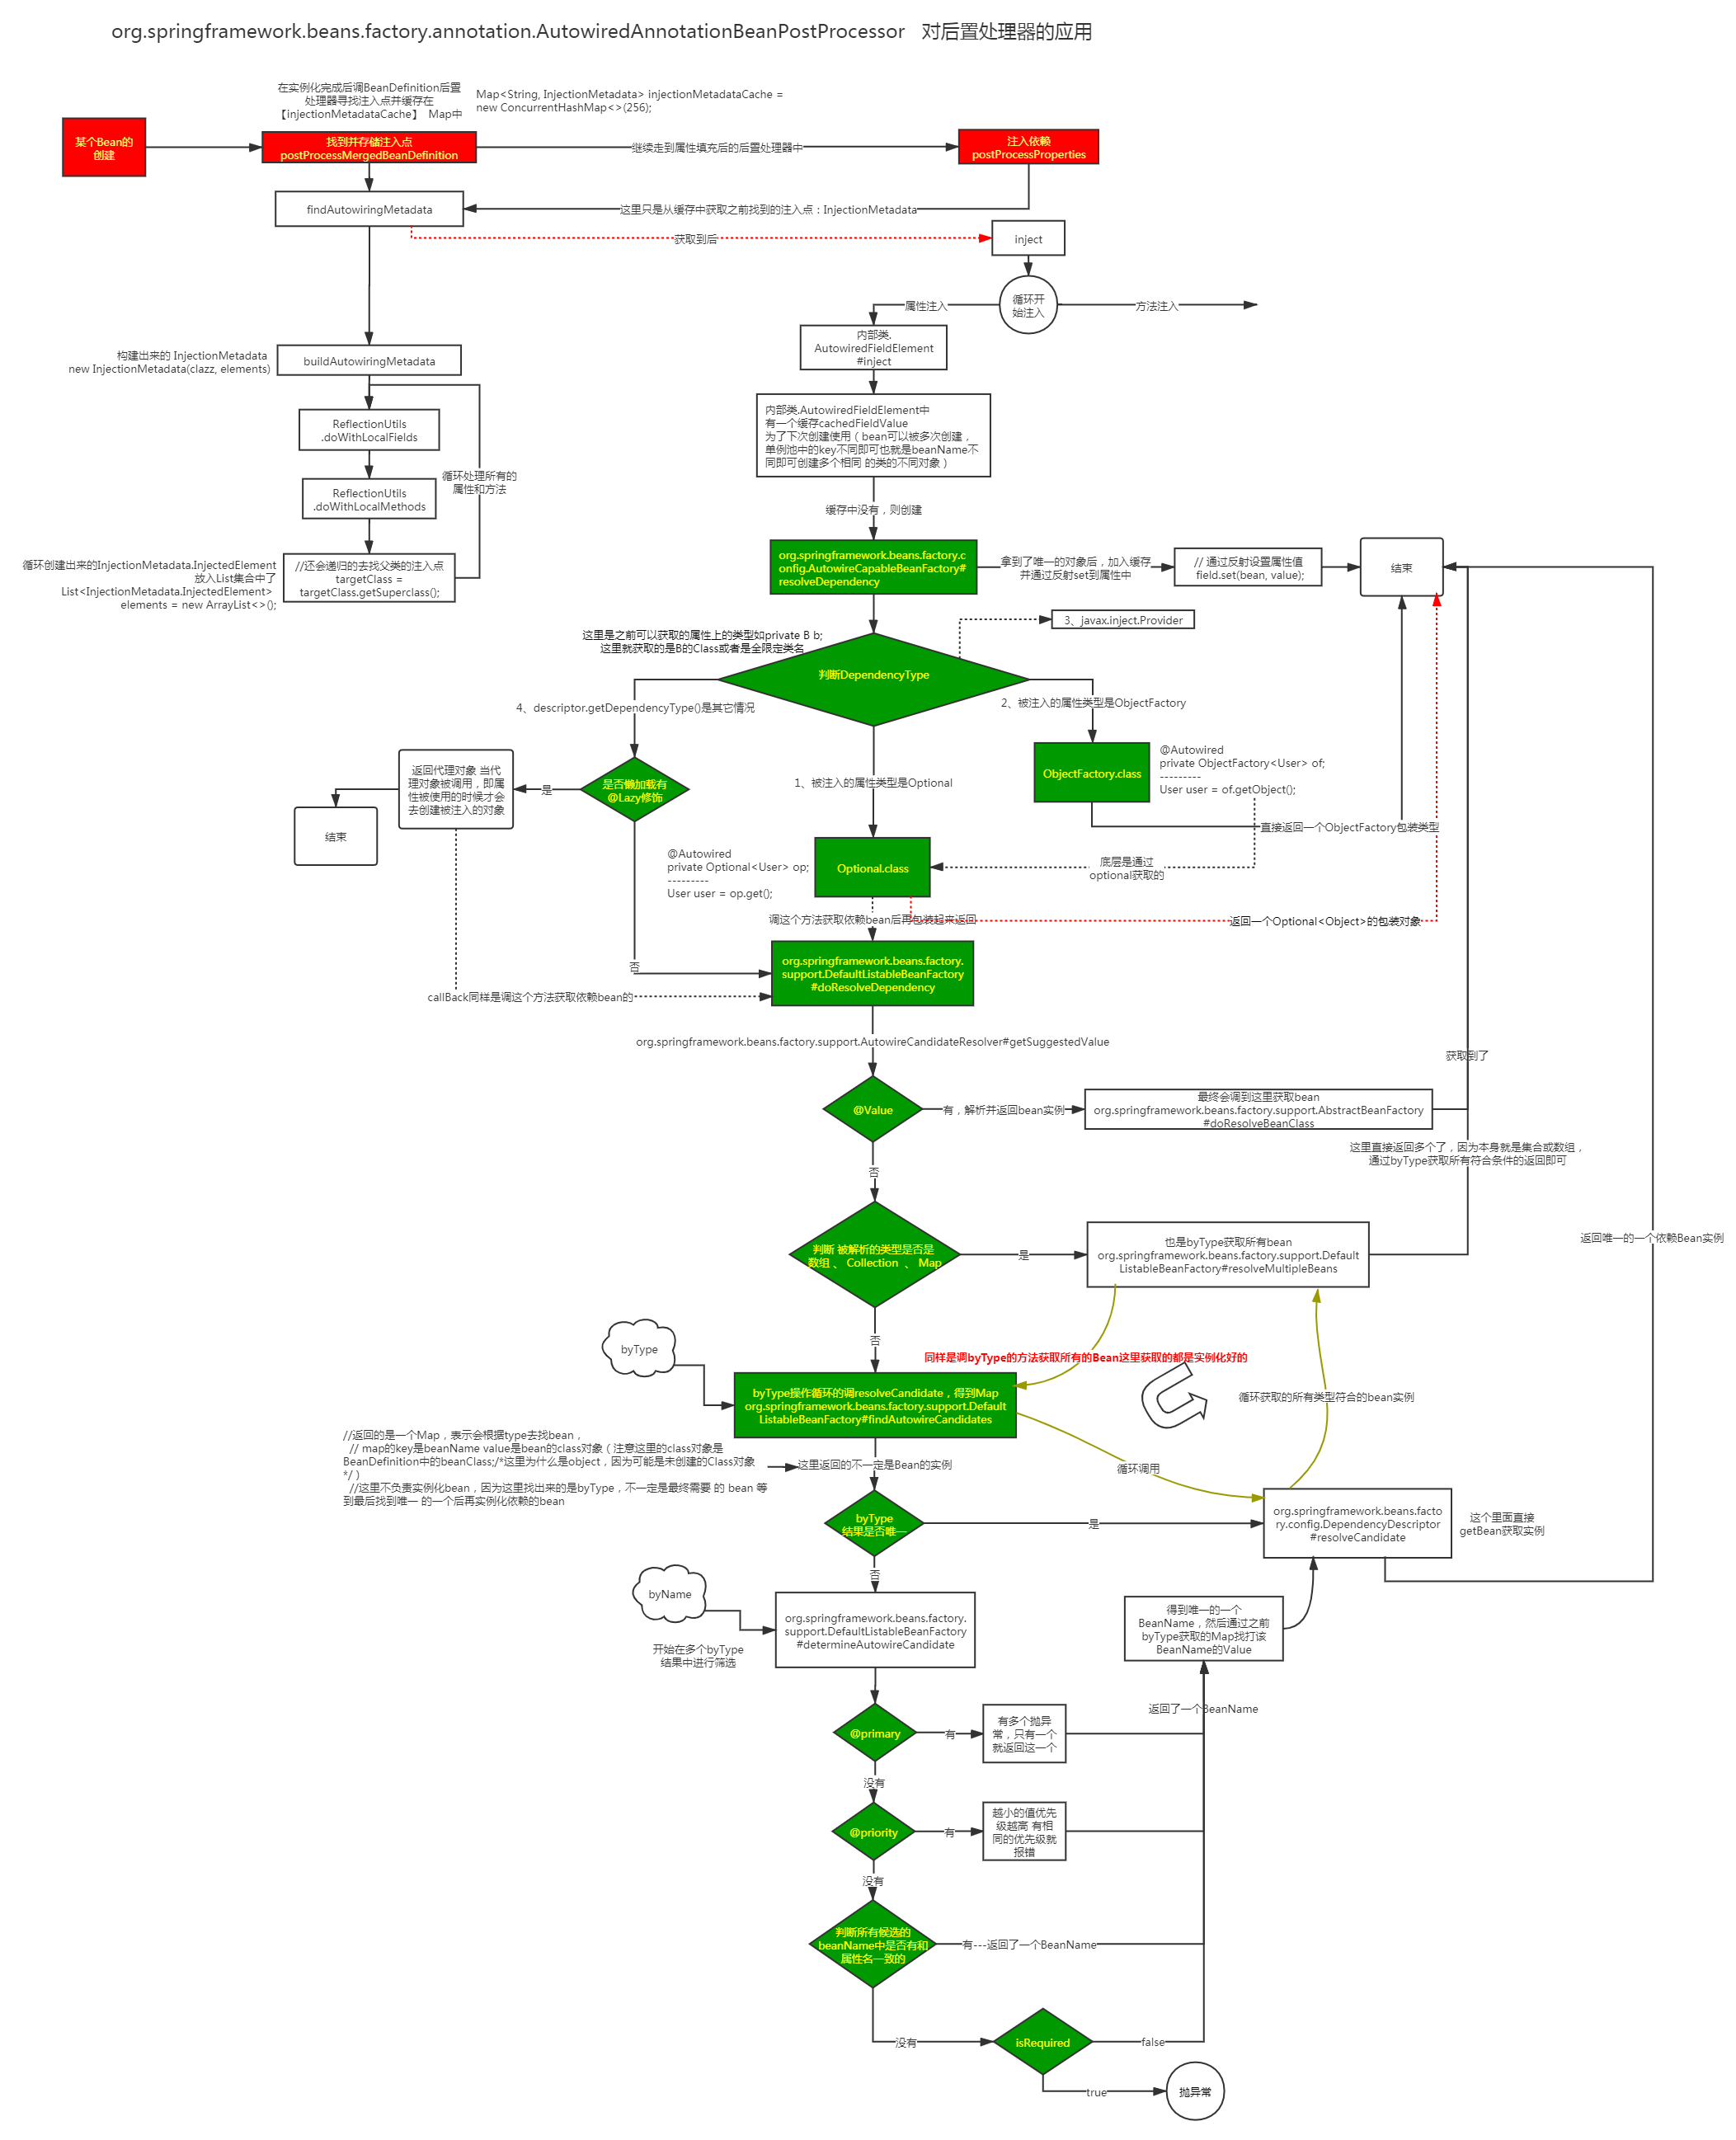 org.springframework.beans.factory.annotation.AutowiredAnnotationBeanPostProcessor 对后置处理器的应用
在实例化完成后调BeanDefinition后置
处理器寻找注入点并缓存在
【injectionMetadataCache】 Map中
Map<String, InjectionMetadata> injectionMetadataCache =
new ConcurrentHashMap<>(256);
某个Bean的
创建
找到并存储注入点
postProcessMergedBeanDefinition
继续走到属性填充后的后置处理器中
注入依赖
postProcessProperties
findAutowiringMetadata
这里只是从缓存中获取之前找到的注入点：InjectionMetadata
获取到后
inject
循环开
始注入
属性注入
方法注入
内部类.
AutowiredFieldElement
#inject
构建出来的 InjectionMetadata
new InjectionMetadata(clazz, elements)
buildAutowiringMetadata
ReflectionUtils
.doWithLocalFields
ReflectionUtils
.doWithLocalMethods
循环处理所有的
属性和方法
循环创建出来的InjectionMetadata.InjectedElement
放入List集合中了
List<InjectionMetadata.InjectedElement>
elements = new ArrayList<>();
//还会递归的去找父类的注入点
targetClass =
targetClass.getSuperclass();
内部类.AutowiredFieldElement中
有一个缓存cachedFieldValue
为了下次创建使用（bean可以被多次创建，
单例池中的key不同即可也就是beanName不
同即可创建多个相同 的类的不同对象）
缓存中没有，则创建
org.springframework.beans.factory.c
onfig.AutowireCapableBeanFactory#
resolveDependency
拿到了唯一的对象后，加入缓存
并通过反射set到属性中
// 通过反射设置属性值
field.set(bean, value);
结束
3、javax.inject.Provider
这里是之前可以获取的属性上的类型如private B b;
这里就获取的是B的Class或者是全限定类名
判断DependencyType
4、descriptor.getDependencyType()是其它情况
2、被注入的属性类型是ObjectFactory
1、被注入的属性类型是Optional
ObjectFactory.class
@Autowired
private ObjectFactory<User> of;
---------
User user = of.getObject();
直接返回一个ObjectFactory包装类型
是否懒加载有
@Lazy修饰
是
返回代理对象 当代
理对象被调用，即属
性被使用的时候才会
去创建被注入的对象
结束
@Autowired
private Optional<User> op;
---------
User user = op.get();
Optional.class
底层是通过
optional获取的
调这个方法获取依赖bean后再包装起来返回
返回一个Optional<Object>的包装对象
否
org.springframework.beans.factory.
support.DefaultListableBeanFactory
#doResolveDependency
callBack同样是调这个方法获取依赖bean的
org.springframework.beans.factory.support.AutowireCandidateResolver#getSuggestedValue
获取到了
@Value
有，解析并返回bean实例
最终会调到这里获取bean
org.springframework.beans.factory.support.AbstractBeanFactory
#doResolveBeanClass
这里直接返回多个了，因为本身就是集合或数组，
通过byType获取所有符合条件的返回即可
否
判断 被解析的类型是否是
数组 、 Collection 、 Map
是
也是byType获取所有bean
org.springframework.beans.factory.support.Default
ListableBeanFactory#resolveMultipleBeans
返回唯一的一个依赖Bean实例
否
byType
同样是调byType的方法获取所有的Bean这里获取的都是实例化好的
byType操作循环的调resolveCandidate，得到Map
org.springframework.beans.factory.support.Default
ListableBeanFactory#findAutowireCandidates
循环获取的所有类型符合的bean实例
//返回的是一个Map，表示会根据type去找bean，
// map的key是beanName value是bean的class对象（注意这里的class对象是
BeanDefinition中的beanClass;/*这里为什么是object，因为可能是未创建的Class对象
*/ )
//这里不负责实例化bean，因为这里找出来的是byType，不一定是最终需要 的 bean 等
到最后找到唯一 的一个后再实例化依赖的bean
这里返回的不一定是Bean的实例
循环调用
byType
结果是否唯一
是
org.springframework.beans.facto
ry.config.DependencyDescriptor
#resolveCandidate
这个里面直接
getBean获取实例
否
byName
开始在多个byType
结果中进行筛选
org.springframework.beans.factory.
support.DefaultListableBeanFactory
#determineAutowireCandidate
得到唯一的一个
BeanName，然后通过之前
byType获取的Map找打该
BeanName的Value
返回了一个BeanName
@primary
有
有多个抛异
常，只有一个
就返回这一个
没有
@priority
有
越小的值优先
级越高 有相
同的优先级就
报错
没有
判断所有候选的
beanName中是否有和
属性名一致的
有---返回了一个BeanName
没有
isRequired
false
true
抛异常